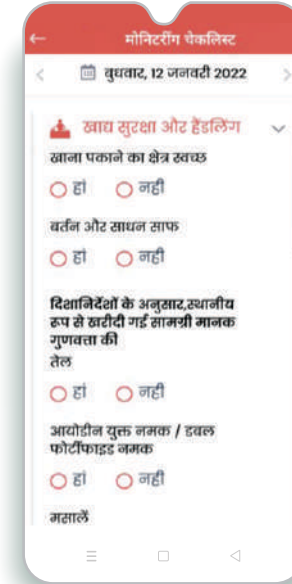 मोनिटरींग चेकलिस्ट
बुधवार, 12 जनवरी 2022
खाद्य सुरक्षा और हैंडलिंग
खाना पकाने का क्षेत्र स्वच्छ
हां नही
बर्तन और साधन साफ
हां नही
दिशानिर्देशों के अनुसार,स्थानीय
रूप से खरीदी गई सामग्री मानक
गुणवत्ता की
तेल
हां नही
आयोडीन युक्त नमक / डबल
फोर्टीफाइड नमक
हां नही
मसालें